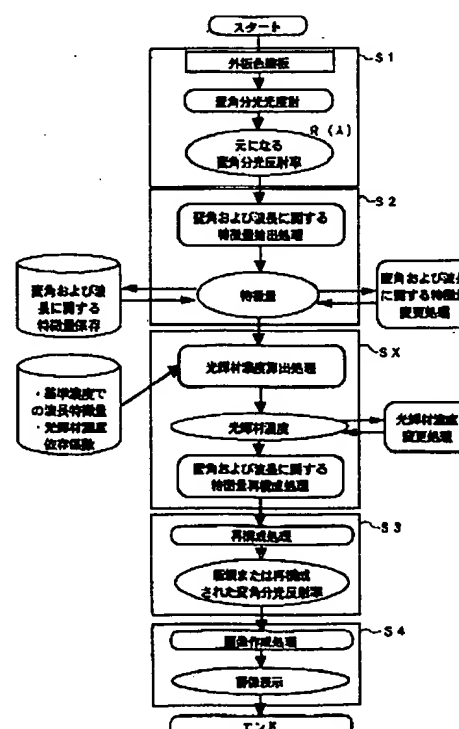 スタート
S1
外板色塗板
変角分光光度計
R (λ)
元になる
変角分光反射率
S2
変角および波長に関する
特徴量抽出処理
特徴量
変角および波
長に関する
特徴量保存
変角および波長
に関する特徴量
変更処理
SX
光輝材濃度算出処理
・基準濃度で
の波長特徴量
・光輝材濃度
依存係数
光輝材濃度
光輝材濃度
変更処理
変角および波長に関する
特徴量再構成処理
S3
再構成処理
された変角分光反射率
S4
画像作成処理
画像表示
エンド